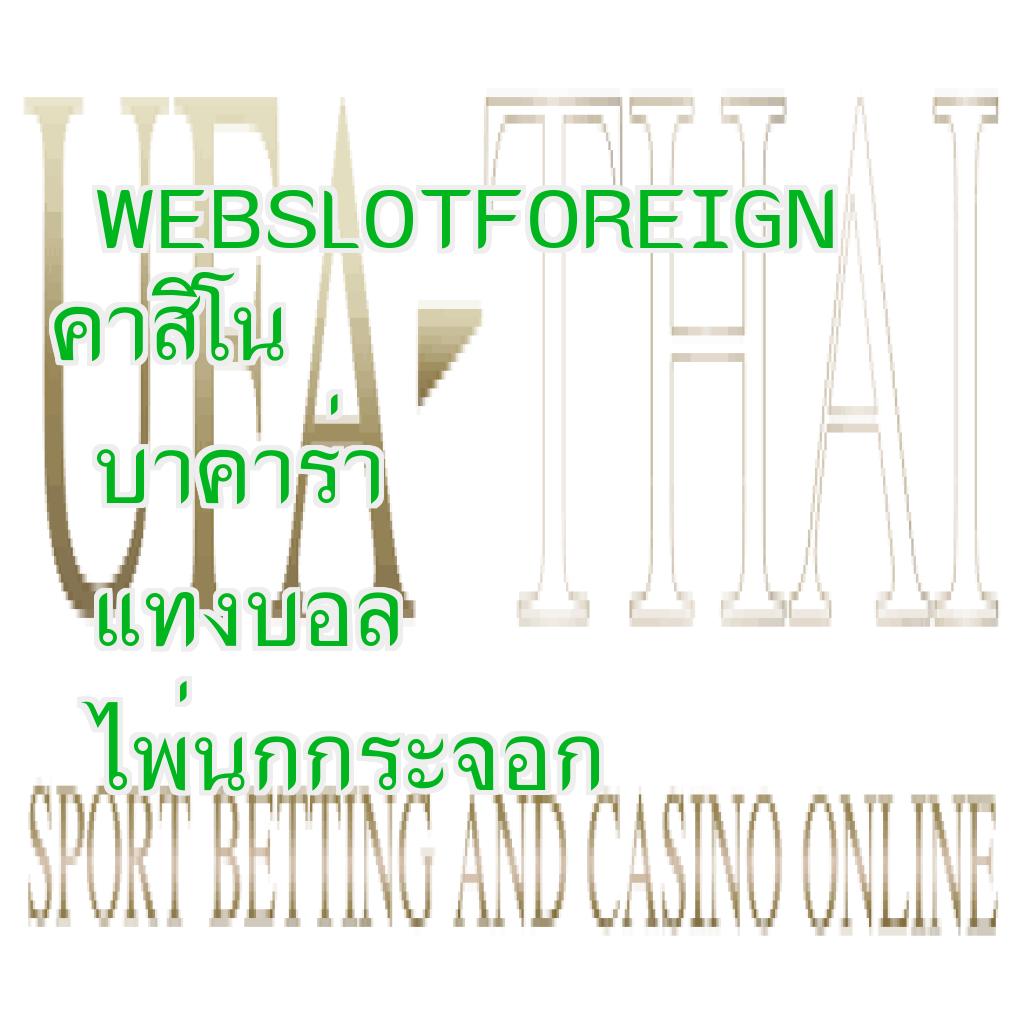 UFA THAI
WEBSLOTFOREIGN
คาสิโน
บาคาร่า
แทงบอล
ไพ่นกกระจอก
SPORT BETTING AND CASINO ONLINE